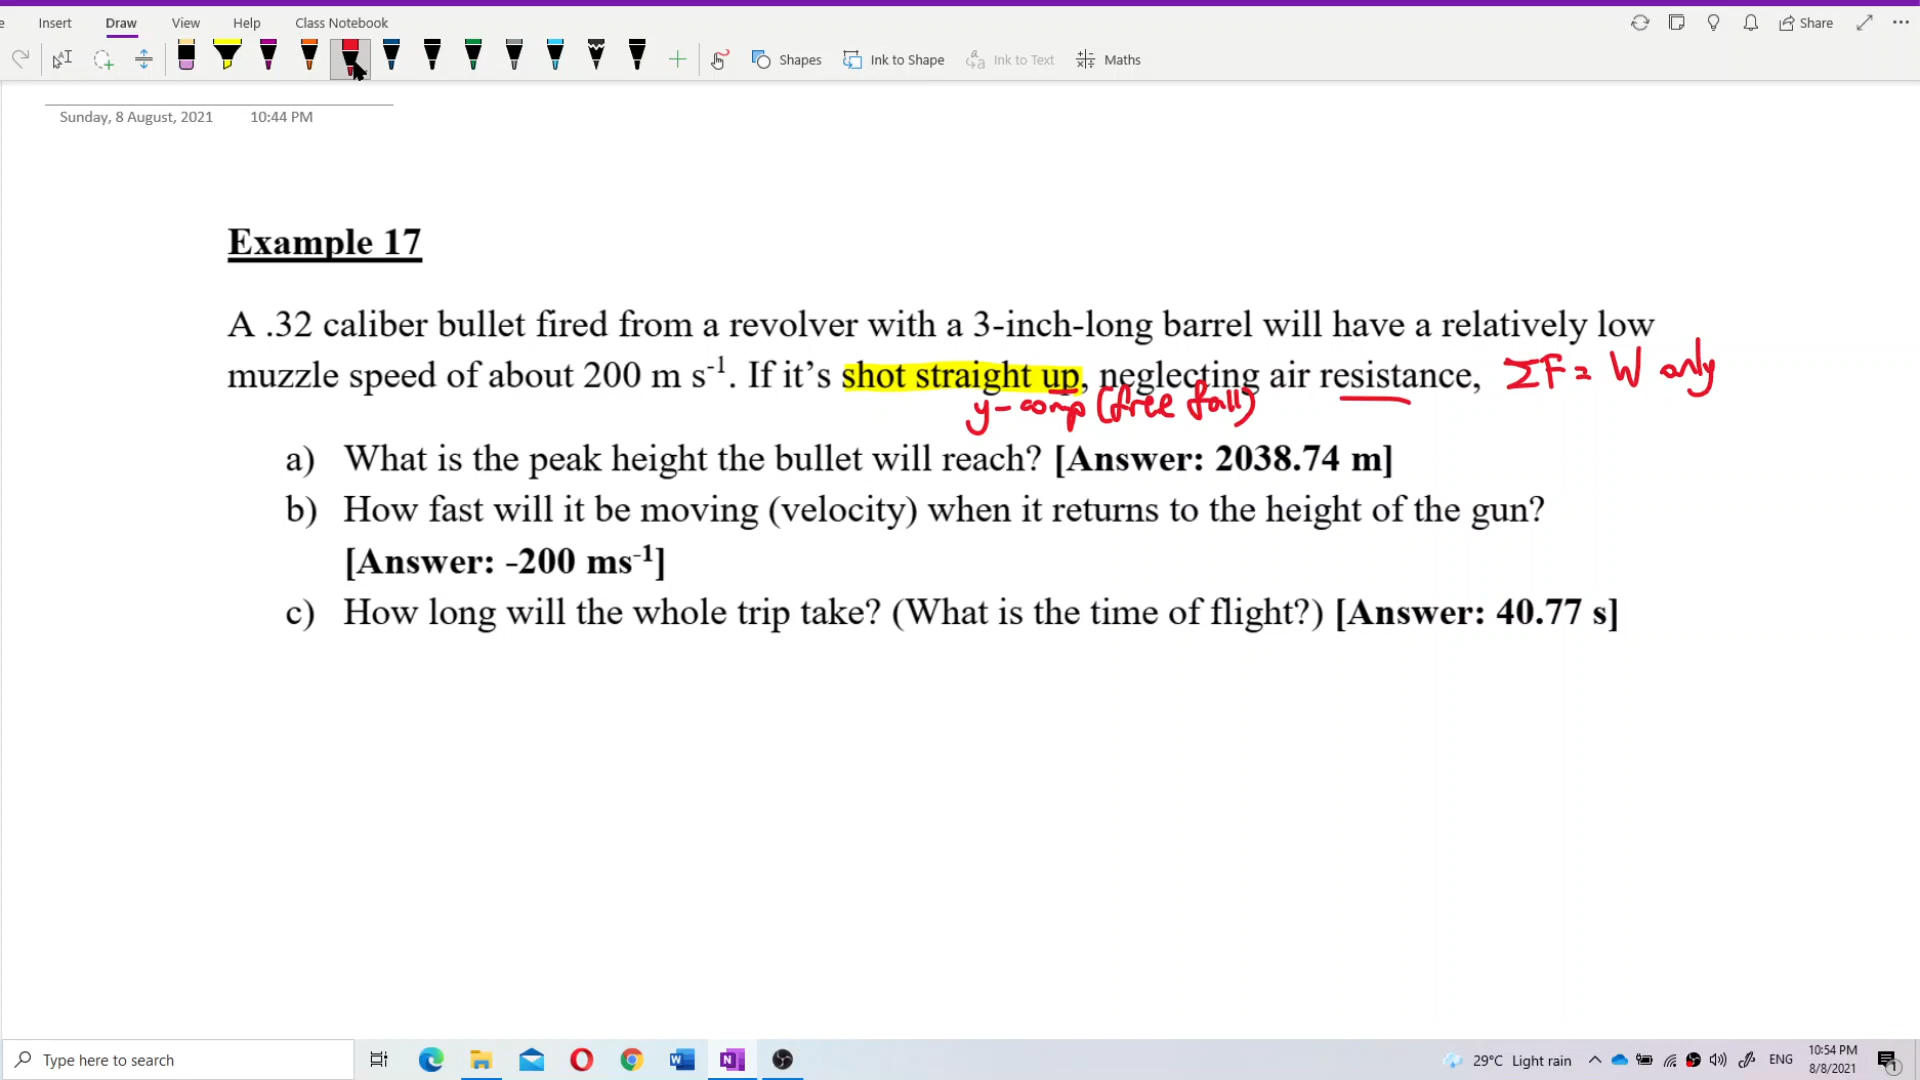 Insert Draw View Help Class Notebook Share
Shapes Ink to Shape Ink to Text Maths
Sunday, 8 August, 2021 10:44 PM
Example 17
A .32 caliber bullet fired from a revolver with a 3-inch-long barrel will have a relatively low
muzzle speed of about 200 m s⁻¹. If it’s shot straight up, neglecting air resistance, ΣF = W only
y-comp (free fall)
a) What is the peak height the bullet will reach? [Answer: 2038.74 m]
b) How fast will it be moving (velocity) when it returns to the height of the gun?
[Answer: -200 ms⁻¹]
c) How long will the whole trip take? (What is the time of flight?) [Answer: 40.77 s]
Type here to search 29°C Light rain ENG 10:54 PM
8/8/2021